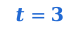 t = 3